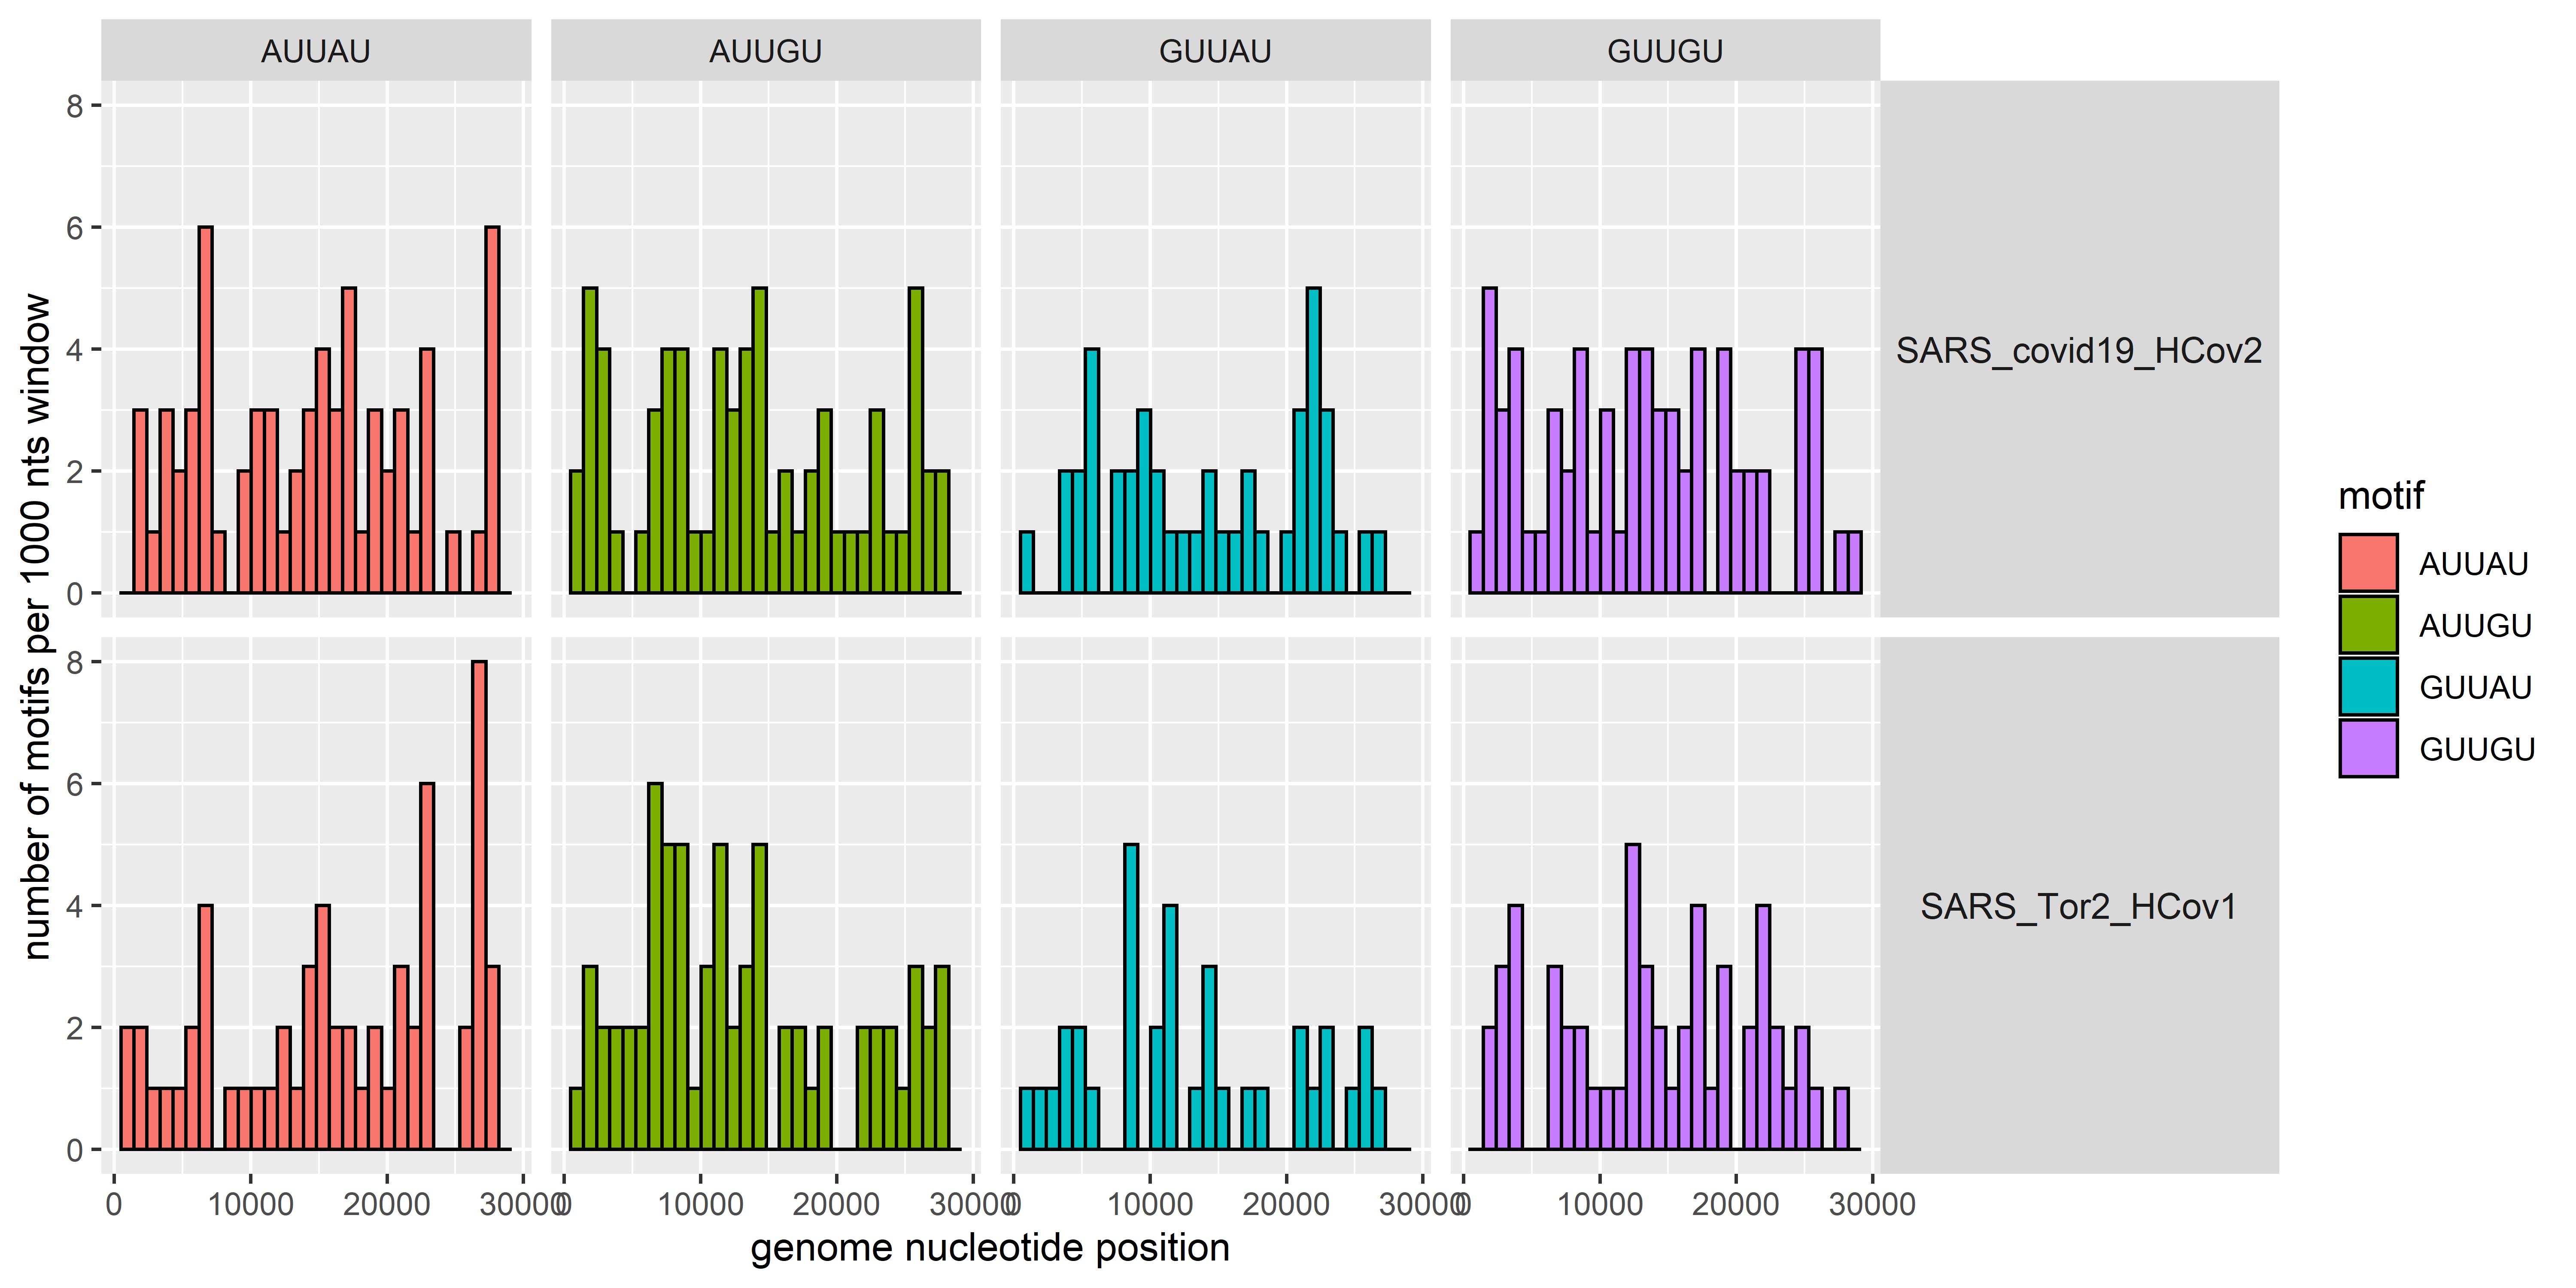 AUUAU AUUGU GUUAU GUUGU
number of motifs per 1000 nts window
8
6
4
2
0
SARS_covid19_HCov2
8
6
4
2
0
SARS_Tor2_HCov1
0 10000 20000 30000 0 10000 20000 30000 0 10000 20000 30000 0 10000 20000 30000
genome nucleotide position
motif
AUUAU
AUUGU
GUUAU
GUUGU